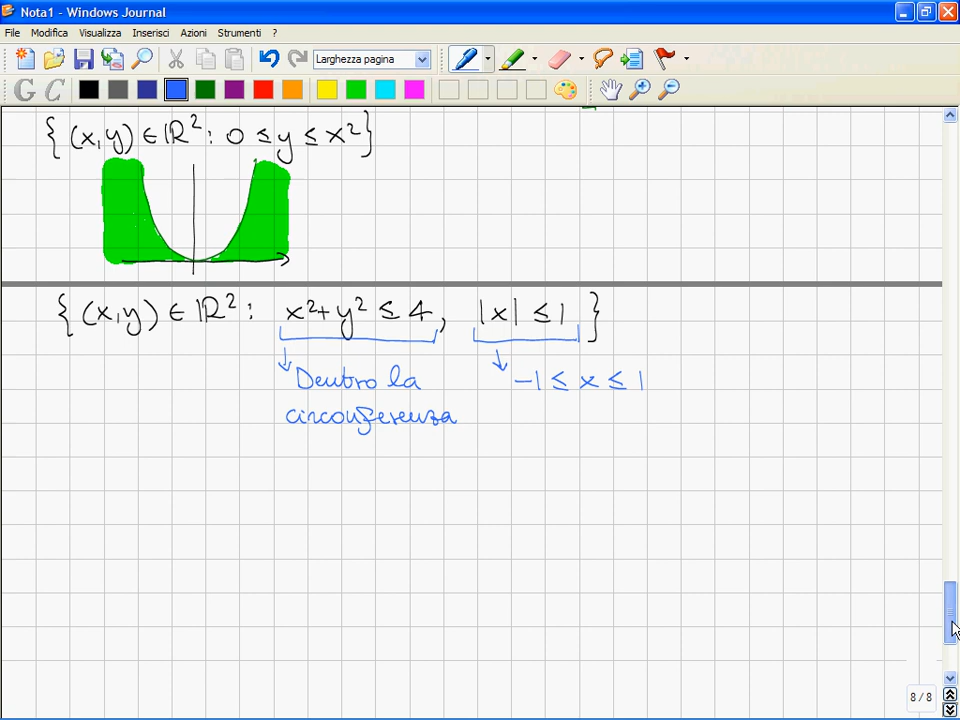 Nota1 - Windows Journal
File Modifica Visualizza Inserisci Azioni Strumenti ?
Larghezza pagina
G C
{(x,y) ∈ ℝ²: 0 ≤ y ≤ x²}
{(x,y) ∈ ℝ²: x²+y² ≤ 4, |x| ≤ 1}
Dentro la
circonferenza
-1 ≤ x ≤ 1
8/8